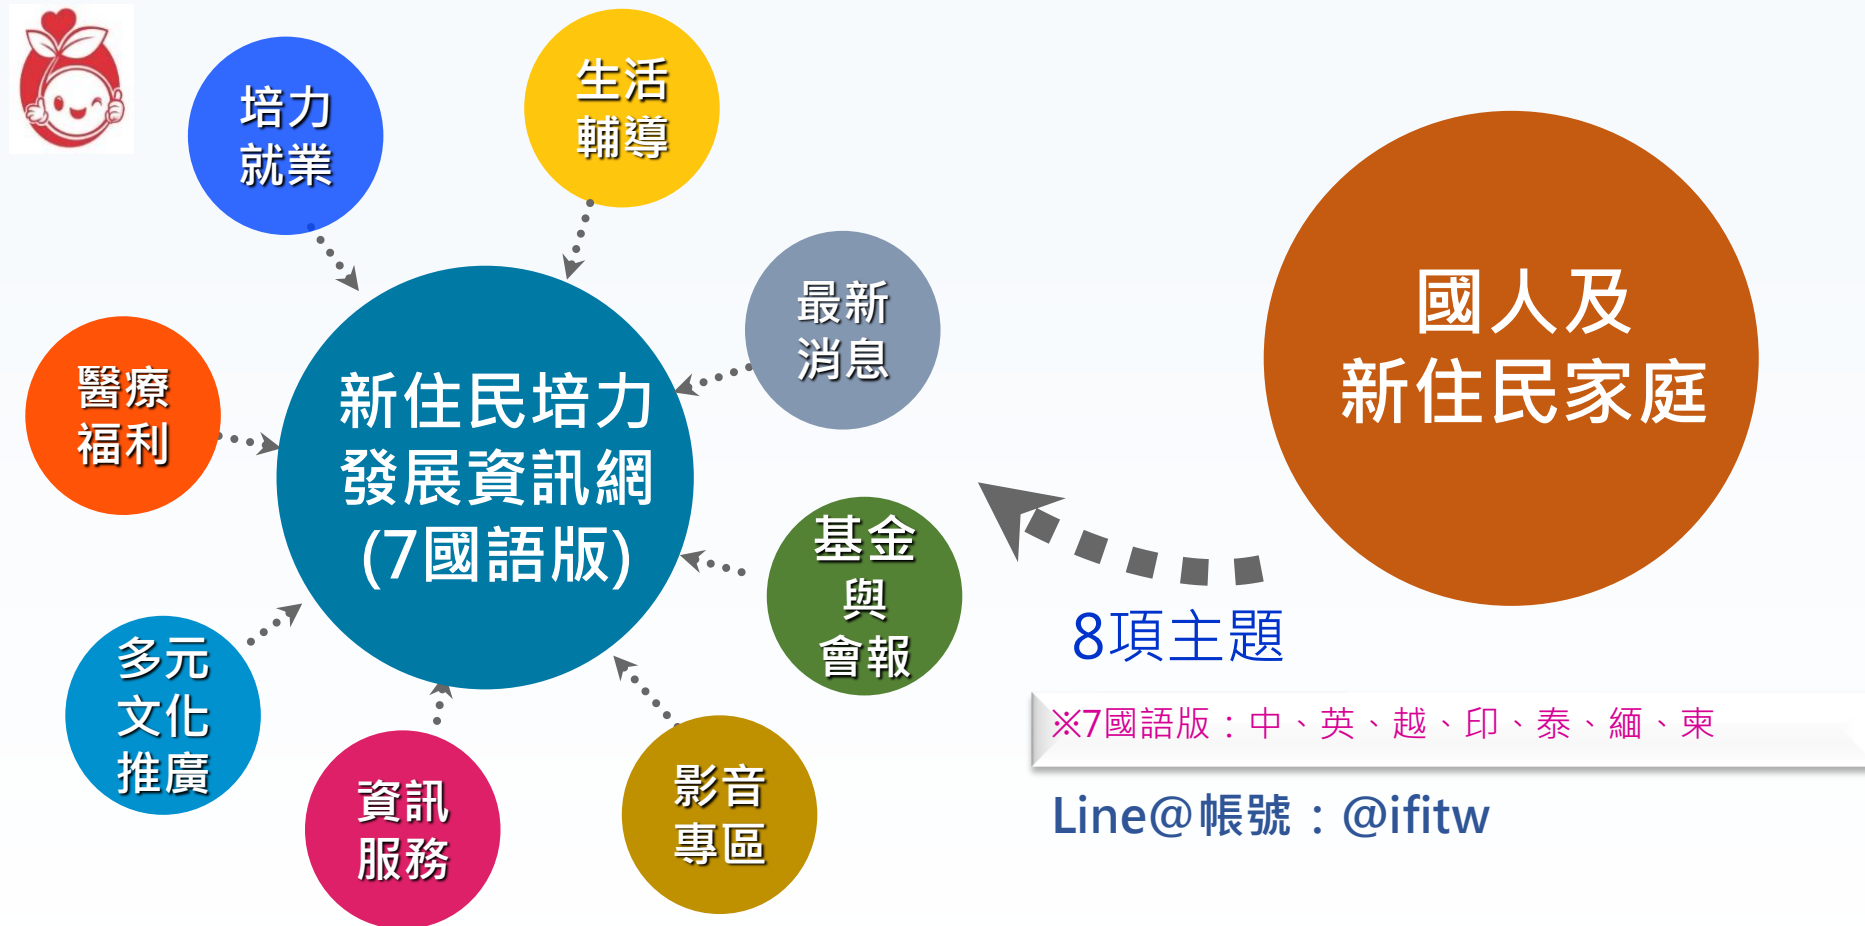 培力
就業
生活
輔導
最新
消息
國人及
新住民家庭
醫療
福利
新住民培力
發展資訊網
(7國語版)
基金
與
會報
多元
文化
推廣
8項主題
※7國語版：中、英、越、印、泰、緬、柬
資訊
服務
影音
專區
Line@帳號：@ifitw